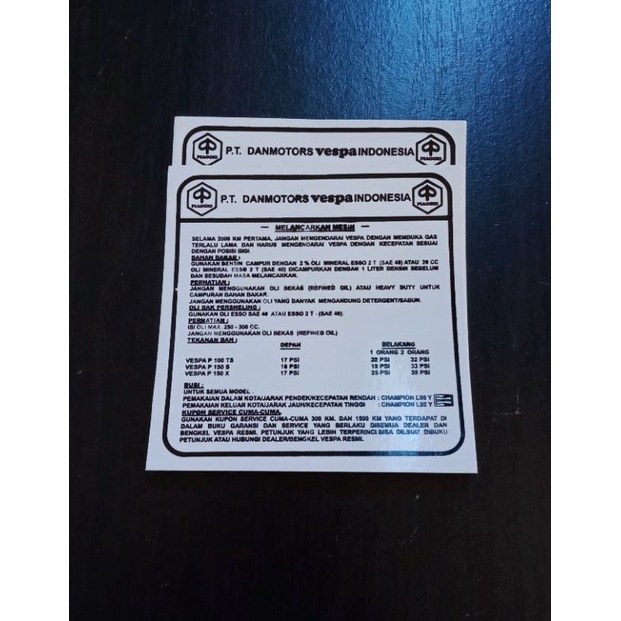 PIAGGIO P.T. DANMOTORS vespa INDONESIA PIAGGIO
PIAGGIO P.T. DANMOTORS vespa INDONESIA PIAGGIO
— MELANCARKAN MESIN —
SELAMA 2000 KM PERTAMA, JANGAN MENGENDARAI VESPA DENGAN MEMBUKA GAS
TERLALU LAMA DAN HARUS MENGENDARAI VESPA DENGAN KECEPATAN SESUAI
DENGAN POSISI GIGI.
BAHAN BAKAR :
GUNAKAN BENSIN CAMPUR DENGAN 2% OLI MINERAL ESSO 2 T (SAE 40) ATAU 20 CC
OLI MINERAL ESSO 2 T (SAE 40) DICAMPURKAN DENGAN 1 LITER DENSIN SEBELUM
DAN SESUDAH MASA MELANCARKAN.
PERHATIAN :
JANGAN MENGGUNAKAN OLI BEKAS (REFINED OIL) ATAU HEAVY DUTY UNTUK
CAMPURAN BAHAN BAKAR.
JANGAN MENGGUNAKAN OLI YANG BANYAK MENGANDUNG DETERGENT/SABUN.
OLI BAK PERSNELING :
GUNAKAN OLI ESSO SAE 40 ATAU ESSO 2 T - (SAE 40).
PERHATIAN :
ISI OLI MAX. 250 - 300 CC.
JANGAN MENGGUNAKAN OLI BEKAS (REFINEB OIL)
TEKANAN BAN : DEPAN BELAKANG
1 ORANG 2 ORANG
VESPA P 100 TS 17 PSI 22 PSI 32 PSI
VESPA P 150 S 16 PSI 19 PSI 33 PSI
VESPA P 150 X 17 PSI 25 PSI 35 PSI
BUSI :
UNTUK SEMUA MODEL :
PEMAKAIAN DALAM KOTA/JARAK PENDEK/KECEPATAN RENDAH : CHAMPION L86 Y
PEMAKAIAN KELUAR KOTA/JARAK JAUH/KECEPATAN TINGGI : CHAMPION L82 Y
KUPON SERVICE CUMA-CUMA.
GUNAKAN KUPON SERVICE CUMA-CUMA 300 KM. DAN 1500 KM YANG TERDAPAT DI
DALAM BUKU GARANSI DAN SERVICE YANG BERLAKU DISEMUA DEALER DAN
BENGKEL VESPA RESMI. PETUNJUK YANG LEBIH TERPERINCI BISA DILIHAT DIBUKU
PETUNJUK ATAU HUBUNGI DEALER/BENGKEL VESPA RESMI.